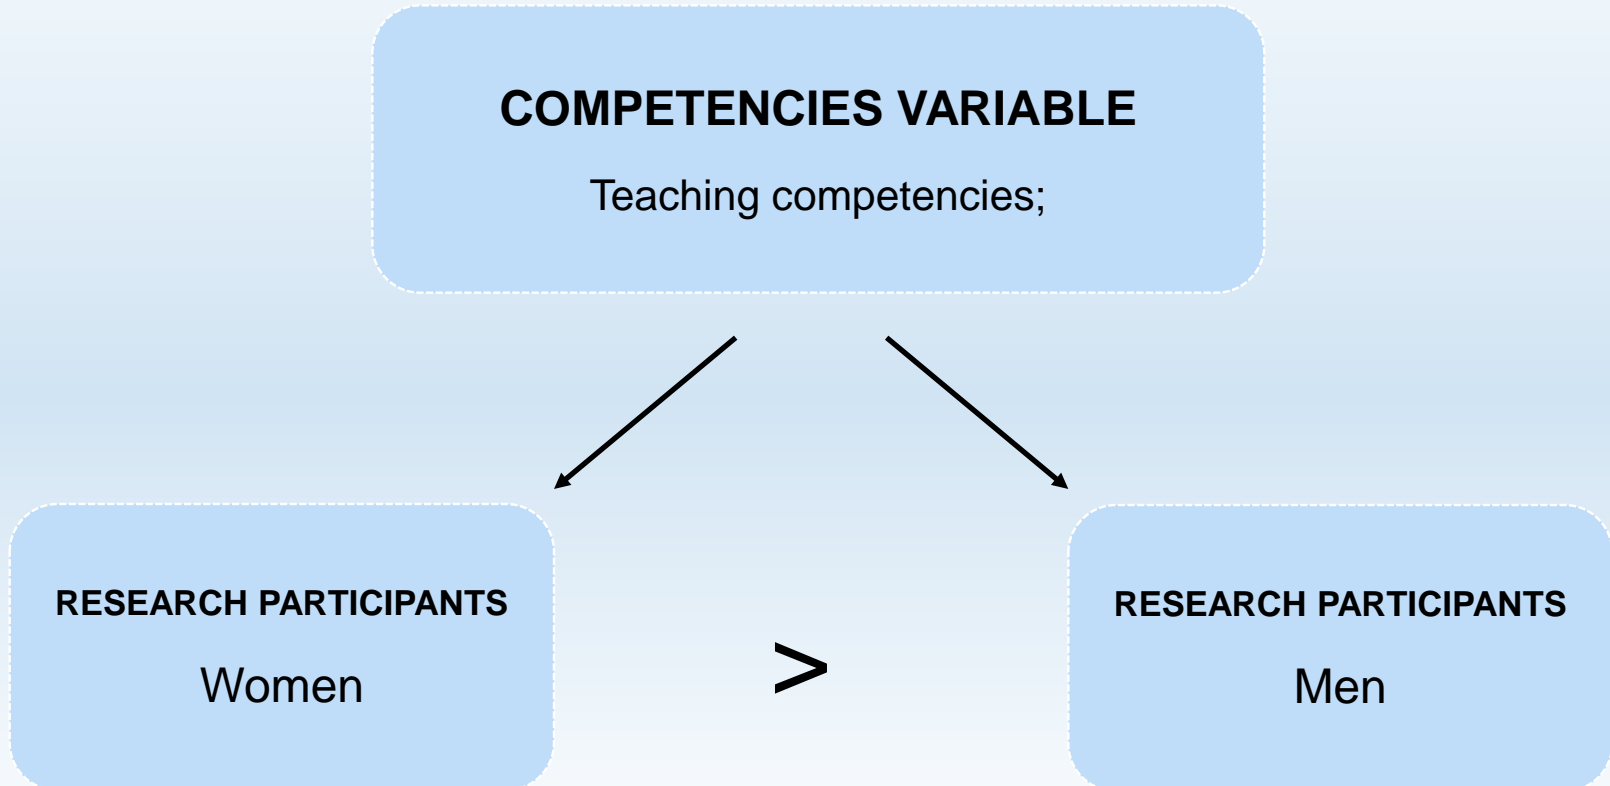 COMPETENCIES VARIABLE
Teaching competencies;
RESEARCH PARTICIPANTS
Women
>
RESEARCH PARTICIPANTS
Men